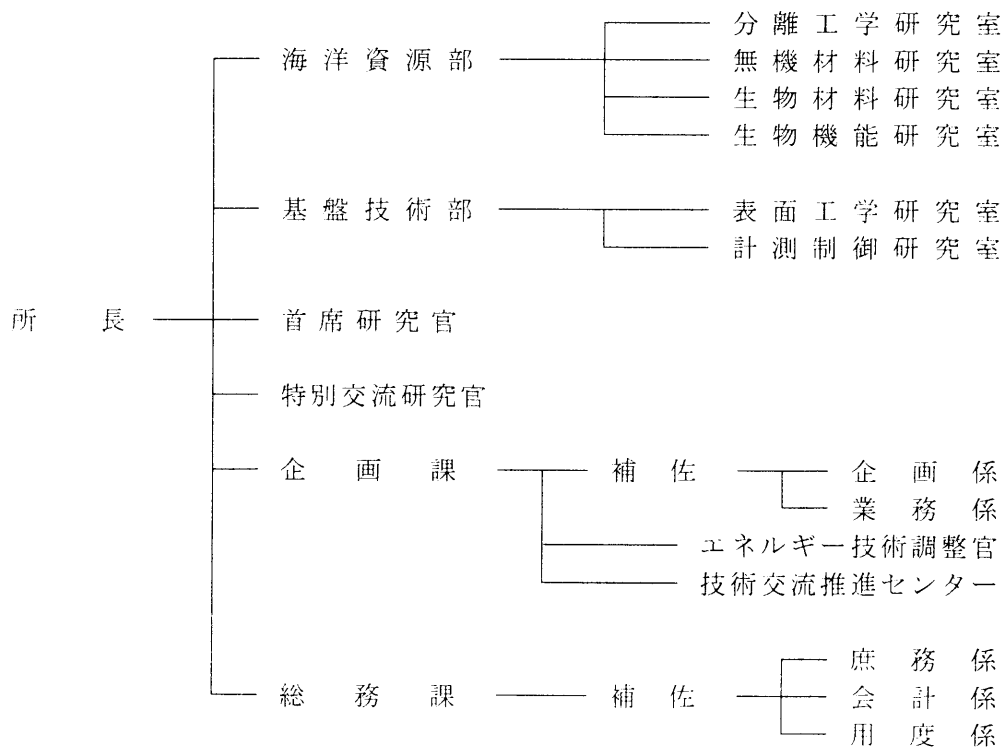 分離工学研究室
海洋資源部 無機材料研究室
生物材料研究室
生物機能研究室
基盤技術部 表面工学研究室
計測制御研究室
所長 首席研究官
特別交流研究官
企画課 補佐 企画係
業務係
エネルギー技術調整官
技術交流推進センター
庶務係
総務課 補佐 会計係
用度係